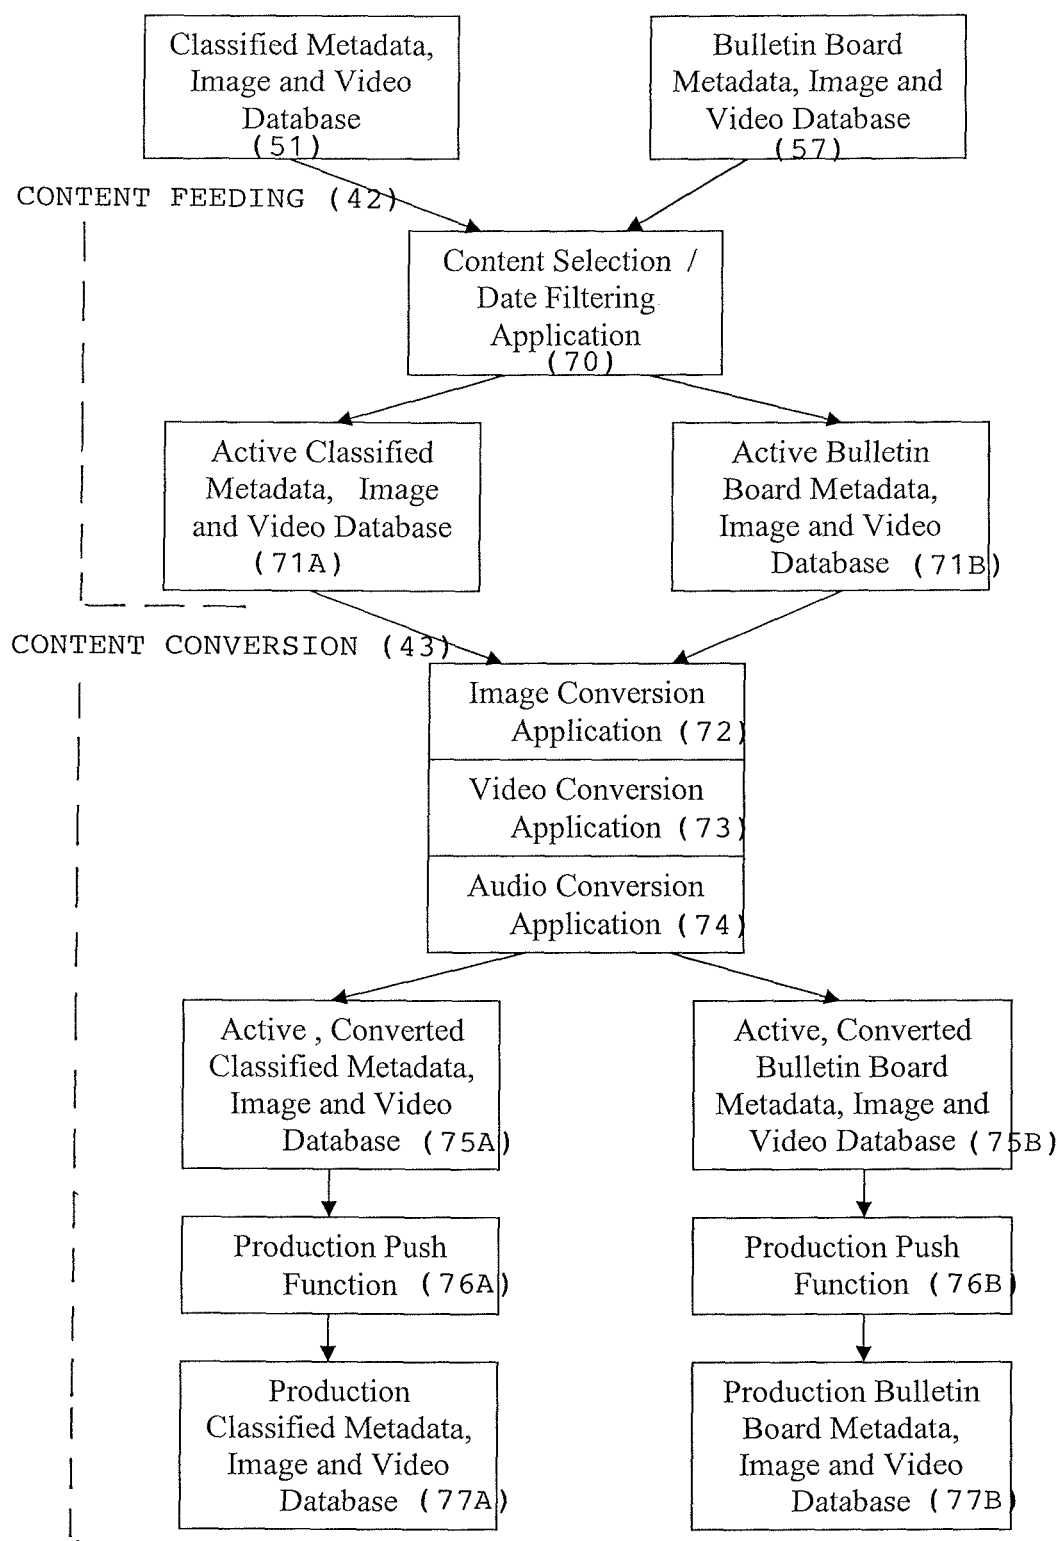 Classified Metadata,
Image and Video
Database
(51)
Bulletin Board
Metadata, Image and
Video Database
(57)
CONTENT FEEDING (42)
Content Selection /
Date Filtering
Application
(70)
Active Classified
Metadata, Image
and Video Database
(71A)
Active Bulletin
Board Metadata,
Image and Video
Database (71B)
CONTENT CONVERSION (43)
Image Conversion
Application (72)
Video Conversion
Application (73)
Audio Conversion
Application (74)
Active , Converted
Classified Metadata,
Image and Video
Database (75A)
Active, Converted
Bulletin Board
Metadata, Image and
Video Database (75B)
Production Push
Function (76A)
Production Push
Function (76B)
Production
Classified Metadata,
Image and Video
Database (77A)
Production Bulletin
Board Metadata,
Image and Video
Database (77B)